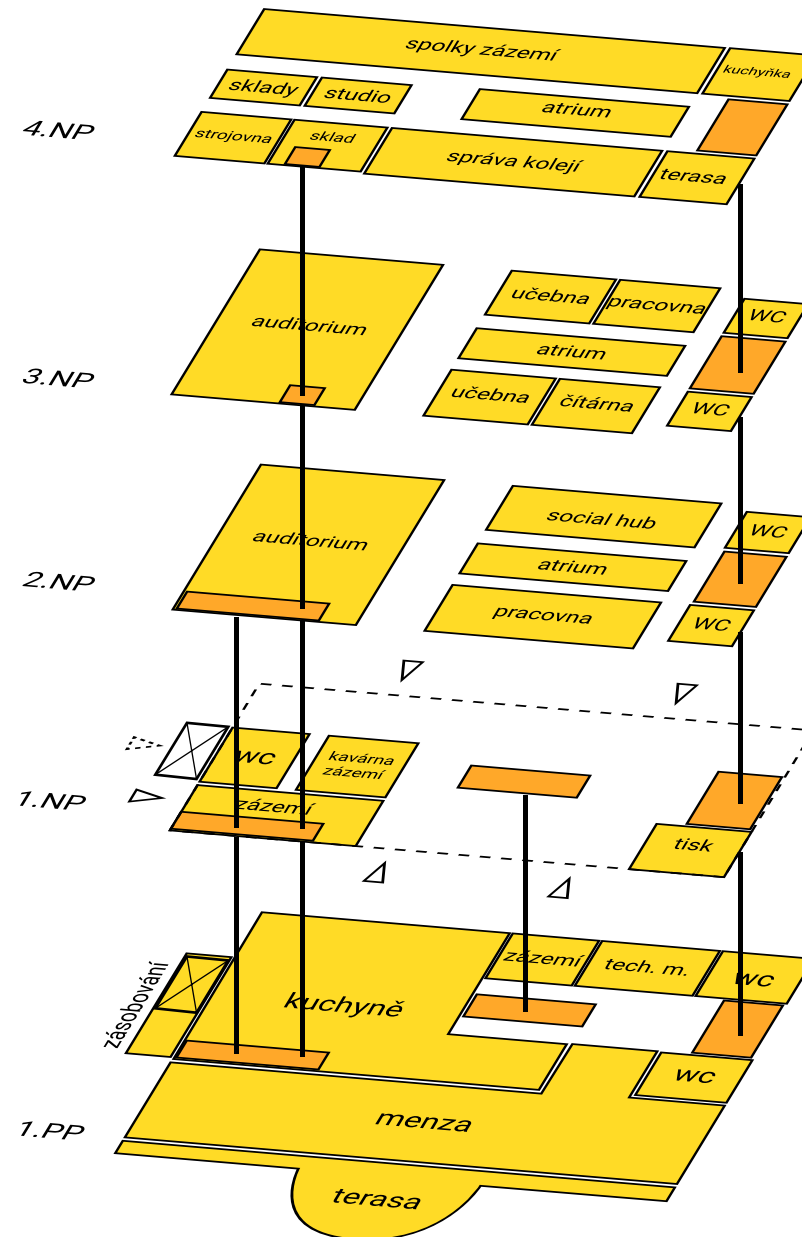 spolky zázemí
kuchyňka
sklady
studio
atrium
4.NP
strojovna
sklad
správa kolejí
terasa
auditorium
učebna
pracovna
WC
atrium
3.NP
učebna
čítárna
WC
auditorium
social hub
WC
atrium
2.NP
pracovna
WC
WC
kavárna
zázemí
1.NP
zázemí
tisk
zásobování
kuchyně
zázemí
tech. m.
WC
WC
1.PP
menza
terasa